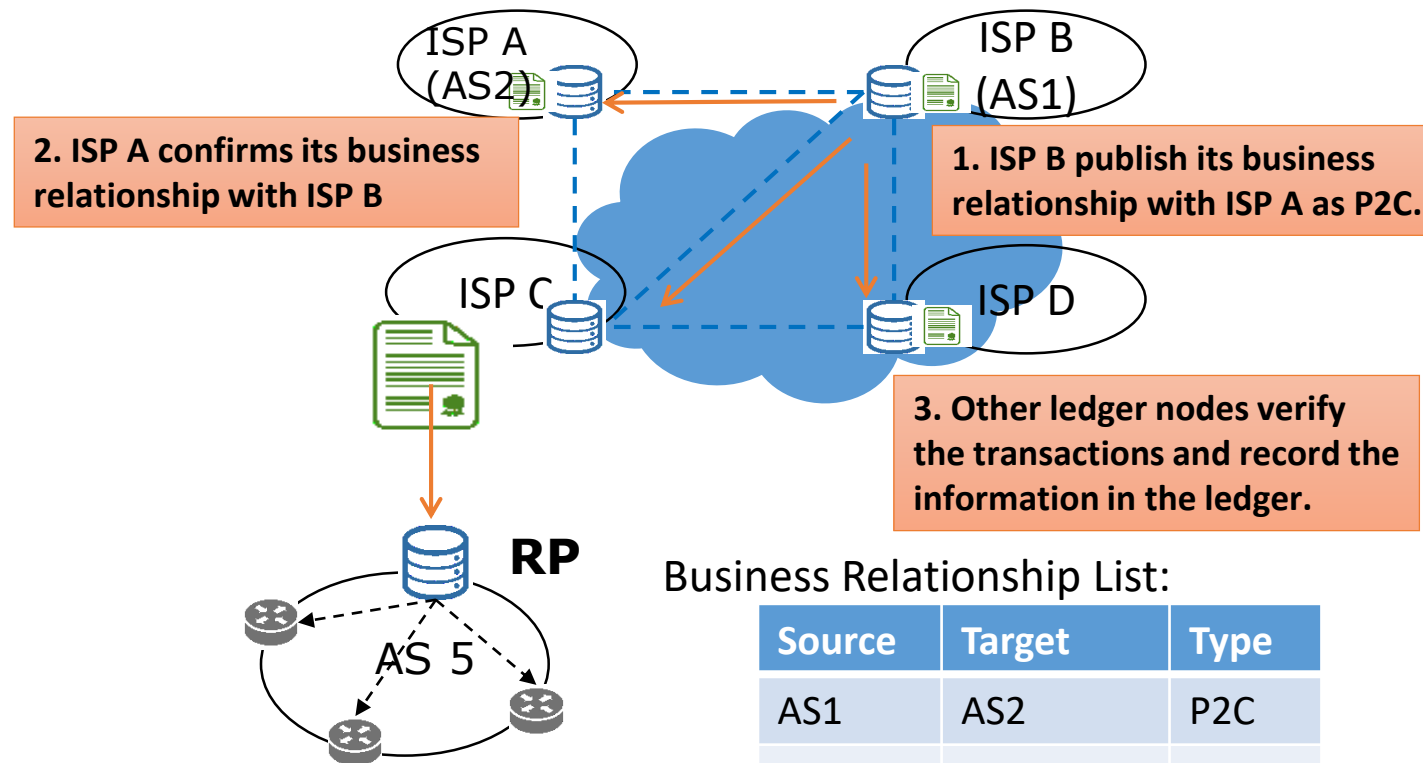 ISP A
(AS2)
ISP B
(AS1)
2. ISP A confirms its business
relationship with ISP B
1. ISP B publish its business
relationship with ISP A as P2C.
ISP C
ISP D
3. Other ledger nodes verify
the transactions and record the
information in the ledger.
RP
AS 5
Business Relationship List:
Source Target Type
AS1 AS2 P2C